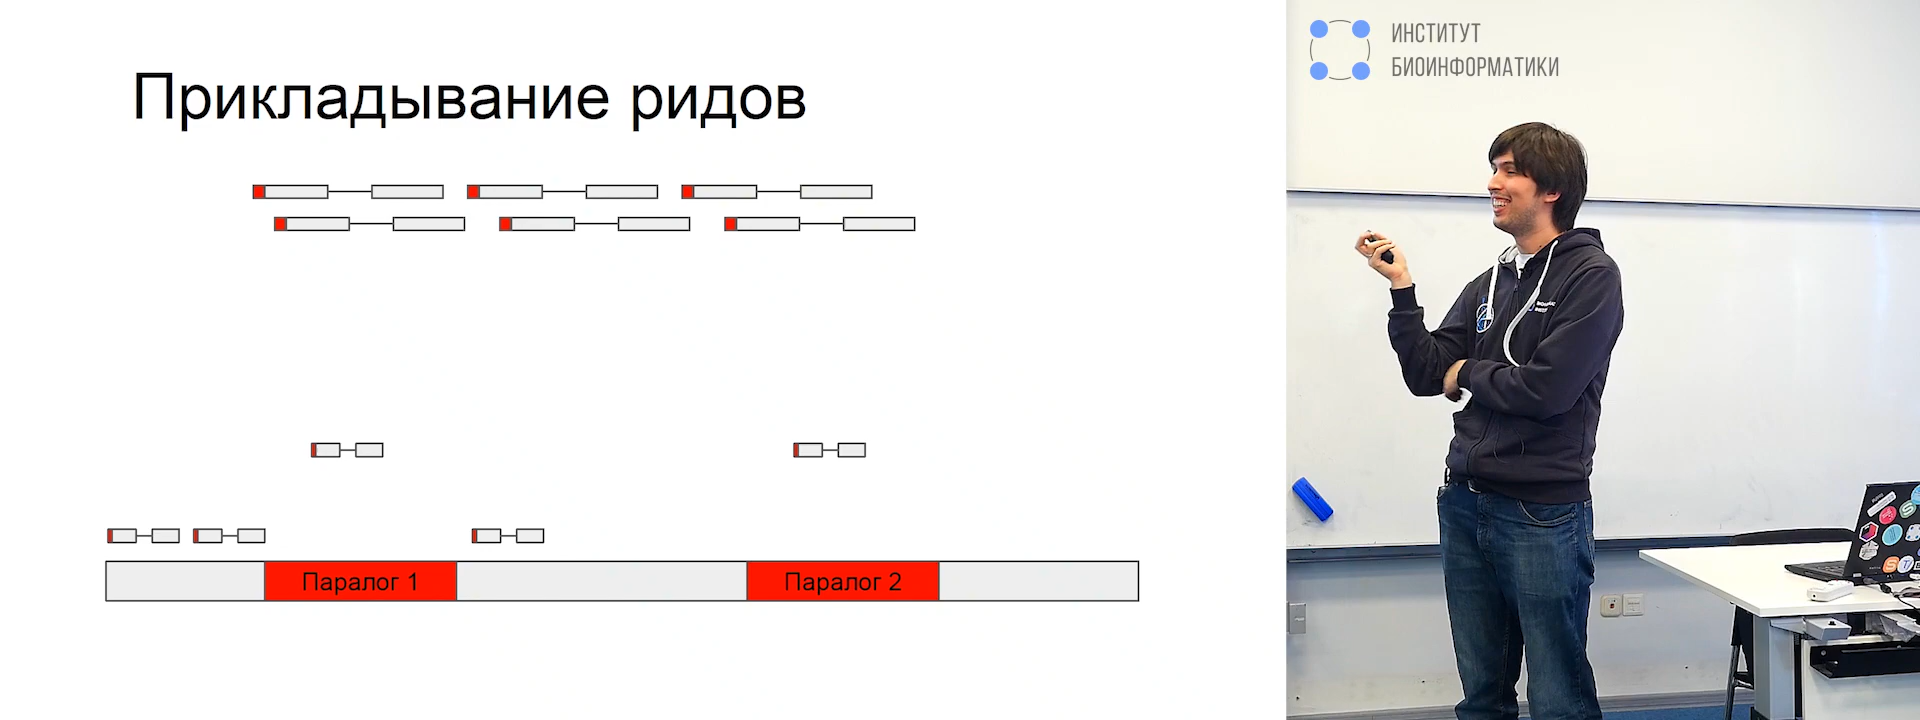 Прикладывание ридов
Паралог 1
Паралог 2
ИНСТИТУТ
БИОИНФОРМАТИКИ